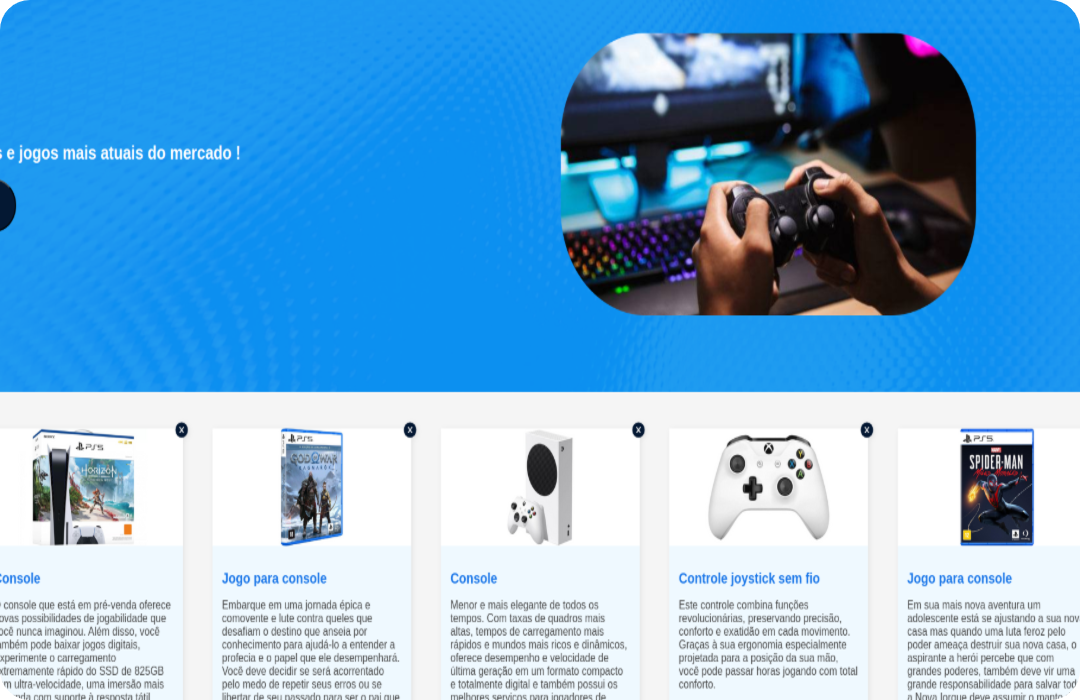 e jogos mais atuais do mercado !
X
X
X
X
PS5
HORIZON
PS5
GOD OF WAR
RAGNARÖK
PS5
MARVEL
SPIDER-MAN
Console
Jogo para console
Console
Controle joystick sem fio
Jogo para console
console que está em pré-venda oferece
novas possibilidades de jogabilidade que
você nunca imaginou. Além disso, você
também pode baixar jogos digitais,
experimente o carregamento
extremamente rápido do SSD de 825GB
ultra-velocidade, uma imersão mais
com suporte à resposta tátil
Embarque em uma jornada épica e
comovente e lute contra queles que
desafiam o destino que anseia por
conhecimento para ajudá-lo a entender a
profecia e o papel que ele desempenhará.
Você deve decidir se será acorrentado
pelo medo de repetir seus erros ou se
libertar de seu passado para ser o pai que
Menor e mais elegante de todos os
tempos. Com taxas de quadros mais
altas, tempos de carregamento mais
rápidos e mundos mais ricos e dinâmicos,
oferece desempenho e velocidade de
última geração em um formato compacto
e totalmente digital e também possui os
melhores serviços para jogadores de
Este controle combina funções
revolucionárias, preservando precisão,
conforto e exatidão em cada movimento.
Graças à sua ergonomia especialmente
projetada para a posição da sua mão,
você pode passar horas jogando com total
conforto.
Em sua mais nova aventura um
adolescente está se ajustando a sua nova
casa mas quando uma luta feroz pelo
poder ameaça destruir sua nova casa, o
aspirante a herói percebe que com
grandes poderes, também deve vir uma
grande responsabilidade para salvar toda
a Nova Iorque deve assumir o manto